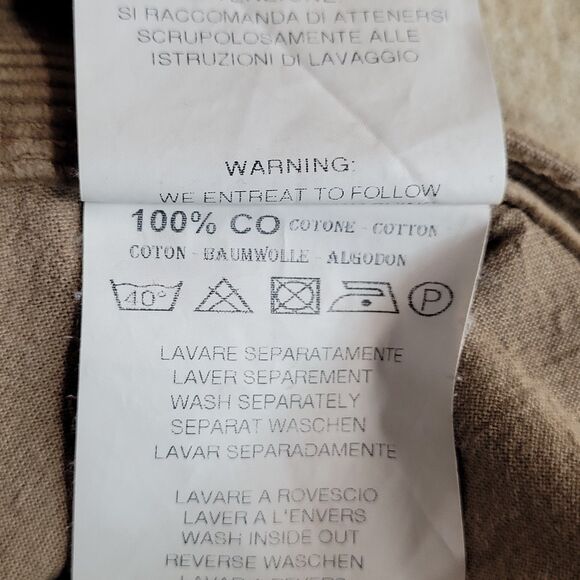 SI RACCOMANDA DI ATTENERSI
SCRUPOLOSAMENTE ALLE
ISTRUZIONI DI LAVAGGIO
WARNING:
WE ENTREAT TO FOLLOW
100% CO COTONE - COTTON
COTON - BAUMWOLLE - ALGODON
40° P
LAVARE SEPARATAMENTE
LAVER SEPAREMENT
WASH SEPARATELY
SEPARAT WASCHEN
LAVAR SEPARADAMENTE
LAVARE A ROVESCIO
LAVER A L'ENVERS
WASH INSIDE OUT
REVERSE WASCHEN